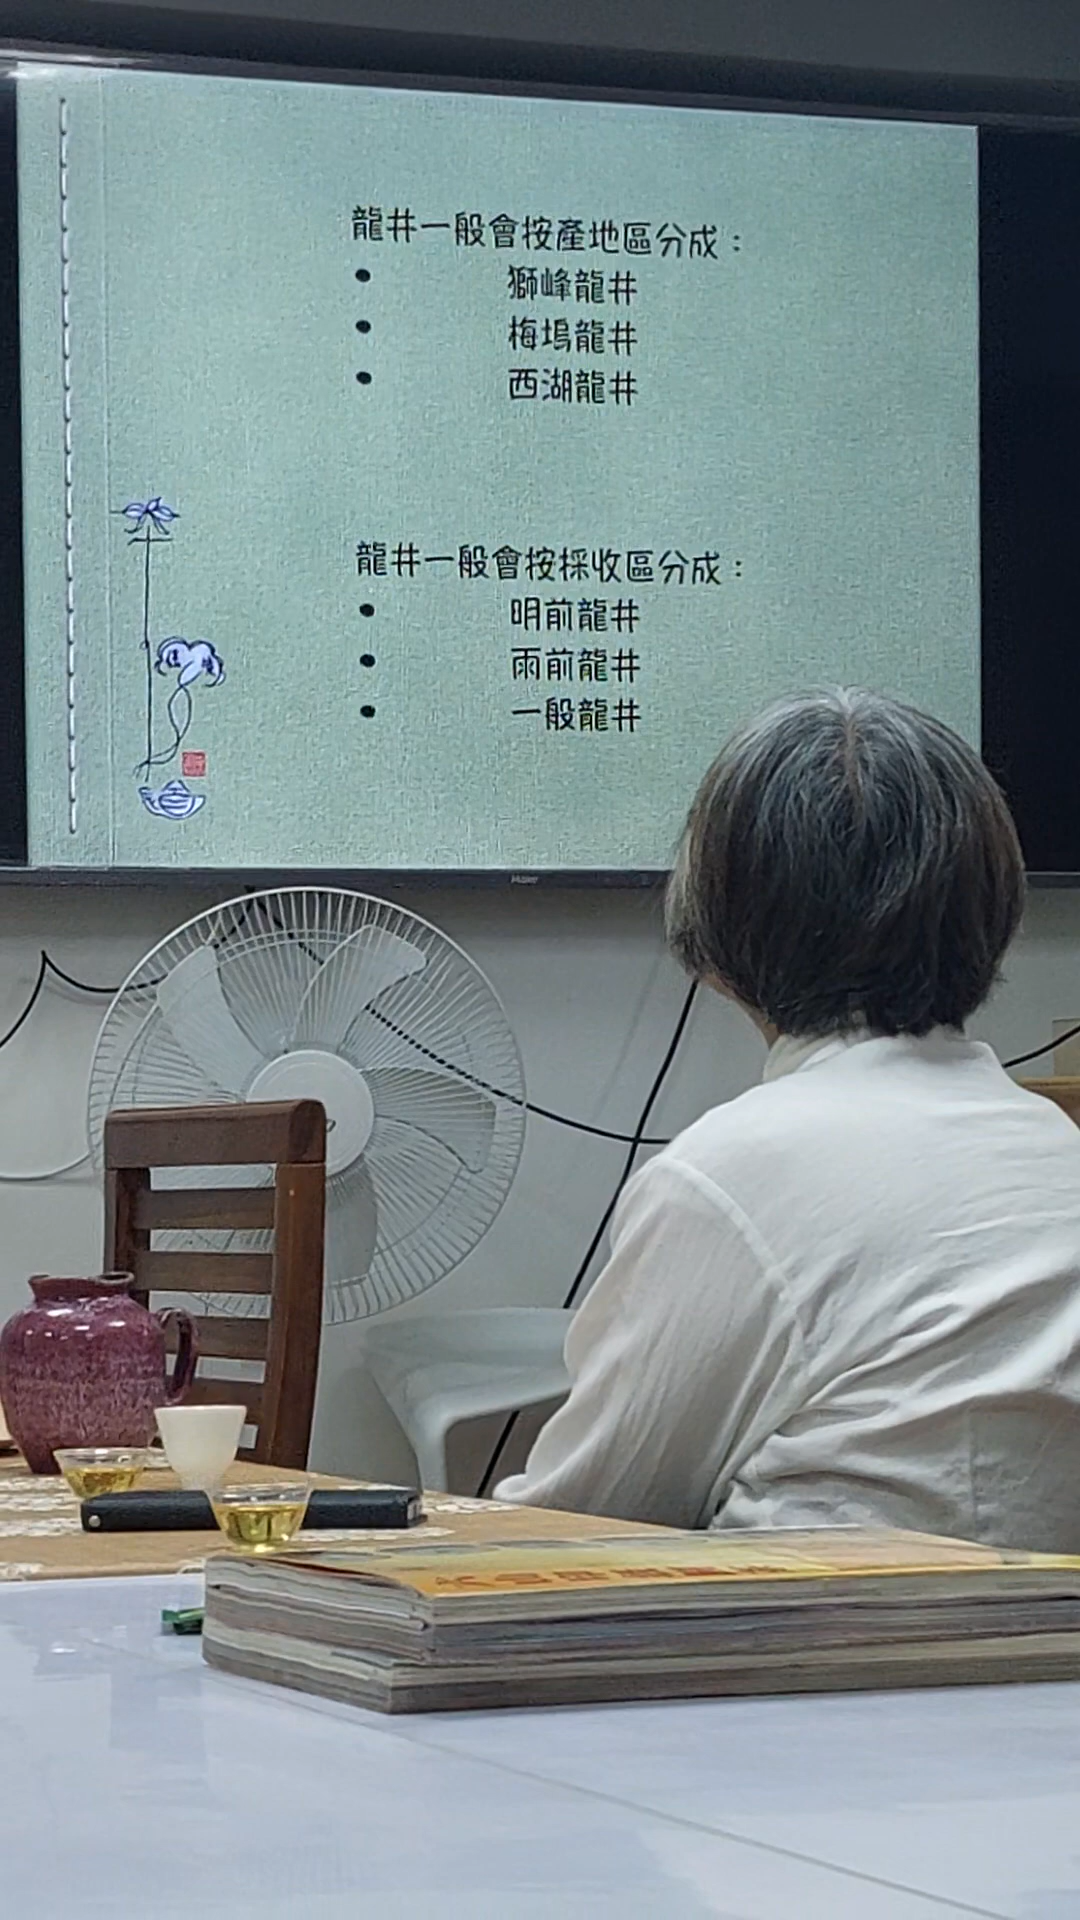 龍井一般會按產地區分成：
• 獅峰龍井
• 梅塢龍井
• 西湖龍井
龍井一般會按採收區分成：
• 明前龍井
• 雨前龍井
• 一般龍井
Haier